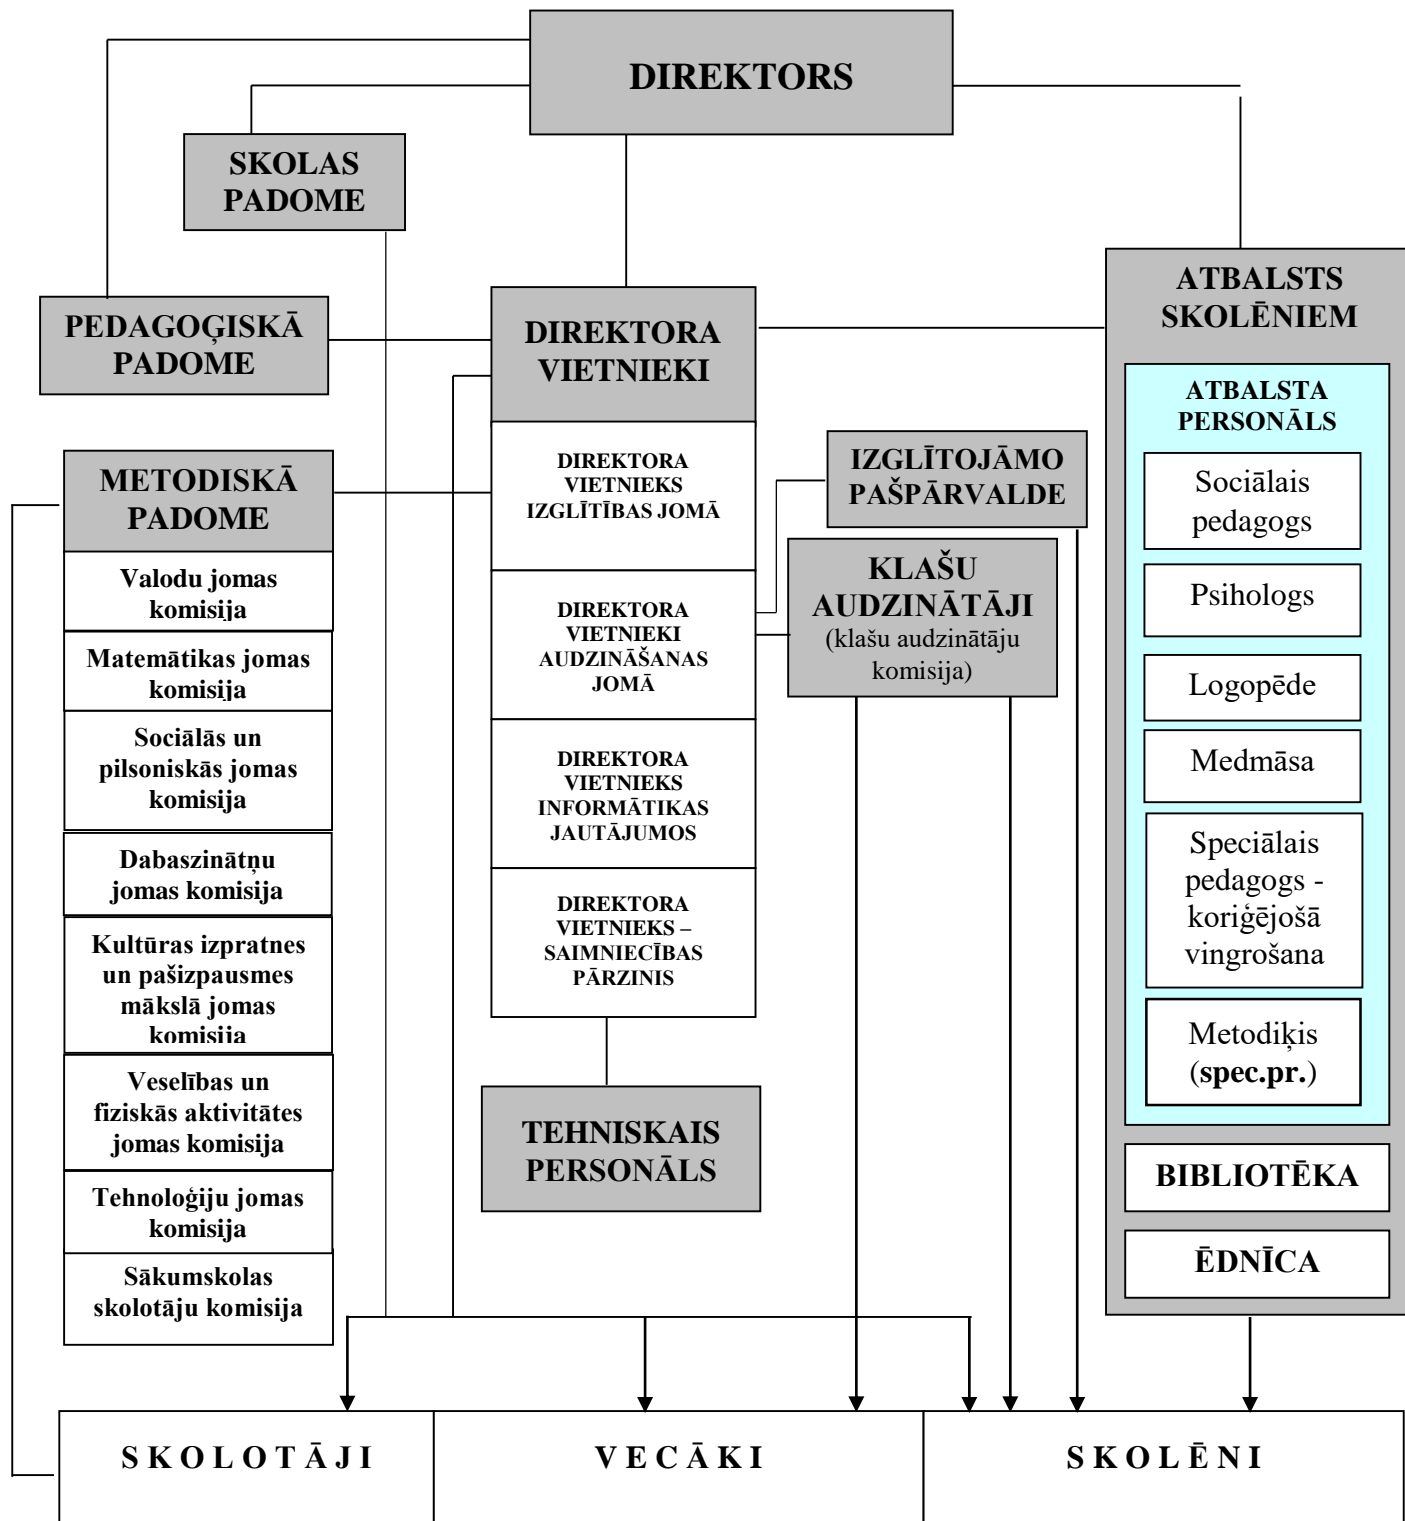 DIREKTORS
SKOLAS
PADOME
PEDAGOĢISKĀ
PADOME
DIREKTORA
VIETNIEKI
ATBALSTS
SKOLĒNIEM
METODISKĀ
PADOME
Valodu jomas
komisija
Matemātikas jomas
komisija
Sociālās un
pilsoniskās jomas
komisija
Dabaszinātņu
jomas komisija
Kultūras izpratnes
un pašizpausmes
mākslā jomas
komisija
Veselības un
fiziskās aktivitātes
jomas komisija
Tehnoloģiju jomas
komisija
Sākumskolas
skolotāju komisija
DIREKTORA
VIETNIEKS
IZGLĪTĪBAS JOMĀ
DIREKTORA
VIETNIEKI
AUDZINĀŠANAS
JOMĀ
DIREKTORA
VIETNIEKS
INFORMĀTIKAS
JAUTĀJUMOS
DIREKTORA
VIETNIEKS –
SAIMNIECĪBAS
PĀRZINIS
TEHNISKAIS
PERSONĀLS
IZGLĪTOJĀMO
PAŠPĀRVALDE
KLAŠU
AUDZINĀTĀJI
(klašu audzinātāju
komisija)
ATBALSTA
PERSONĀLS
Sociālais
pedagogs
Psihologs
Logopēde
Medmāsa
Speciālais
pedagogs -
koriģējošā
vingrošana
Metodiķis
(spec.pr.)
BIBLIOTĒKA
ĒDNĪCA
S K O L O T Ā J I
V E C Ā K I
S K O L Ē N I